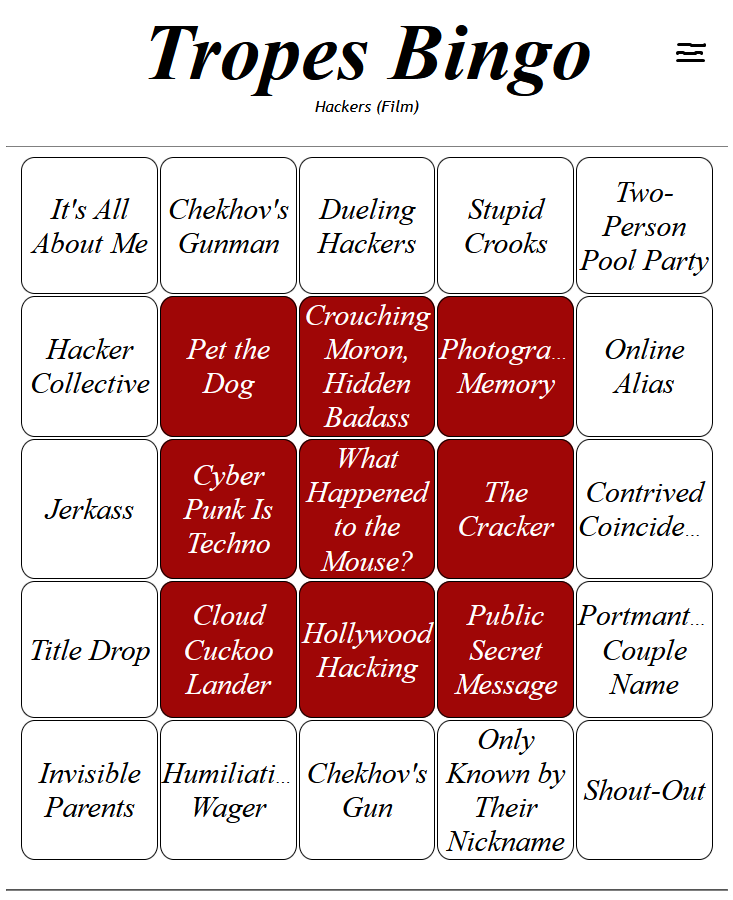 Tropes Bingo
Hackers (Film)
It's All
About Me
Chekhov's
Gunman
Dueling
Hackers
Stupid
Crooks
Two-
Person
Pool Party
Hacker
Collective
Pet the
Dog
Crouching
Moron,
Hidden
Badass
Photogra...
Memory
Online
Alias
Jerkass
Cyber
Punk Is
Techno
What
Happened
to the
Mouse?
The
Cracker
Contrived
Coincide...
Title Drop
Cloud
Cuckoo
Lander
Hollywood
Hacking
Public
Secret
Message
Portmant...
Couple
Name
Invisible
Parents
Humiliati...
Wager
Chekhov's
Gun
Only
Known by
Their
Nickname
Shout-Out